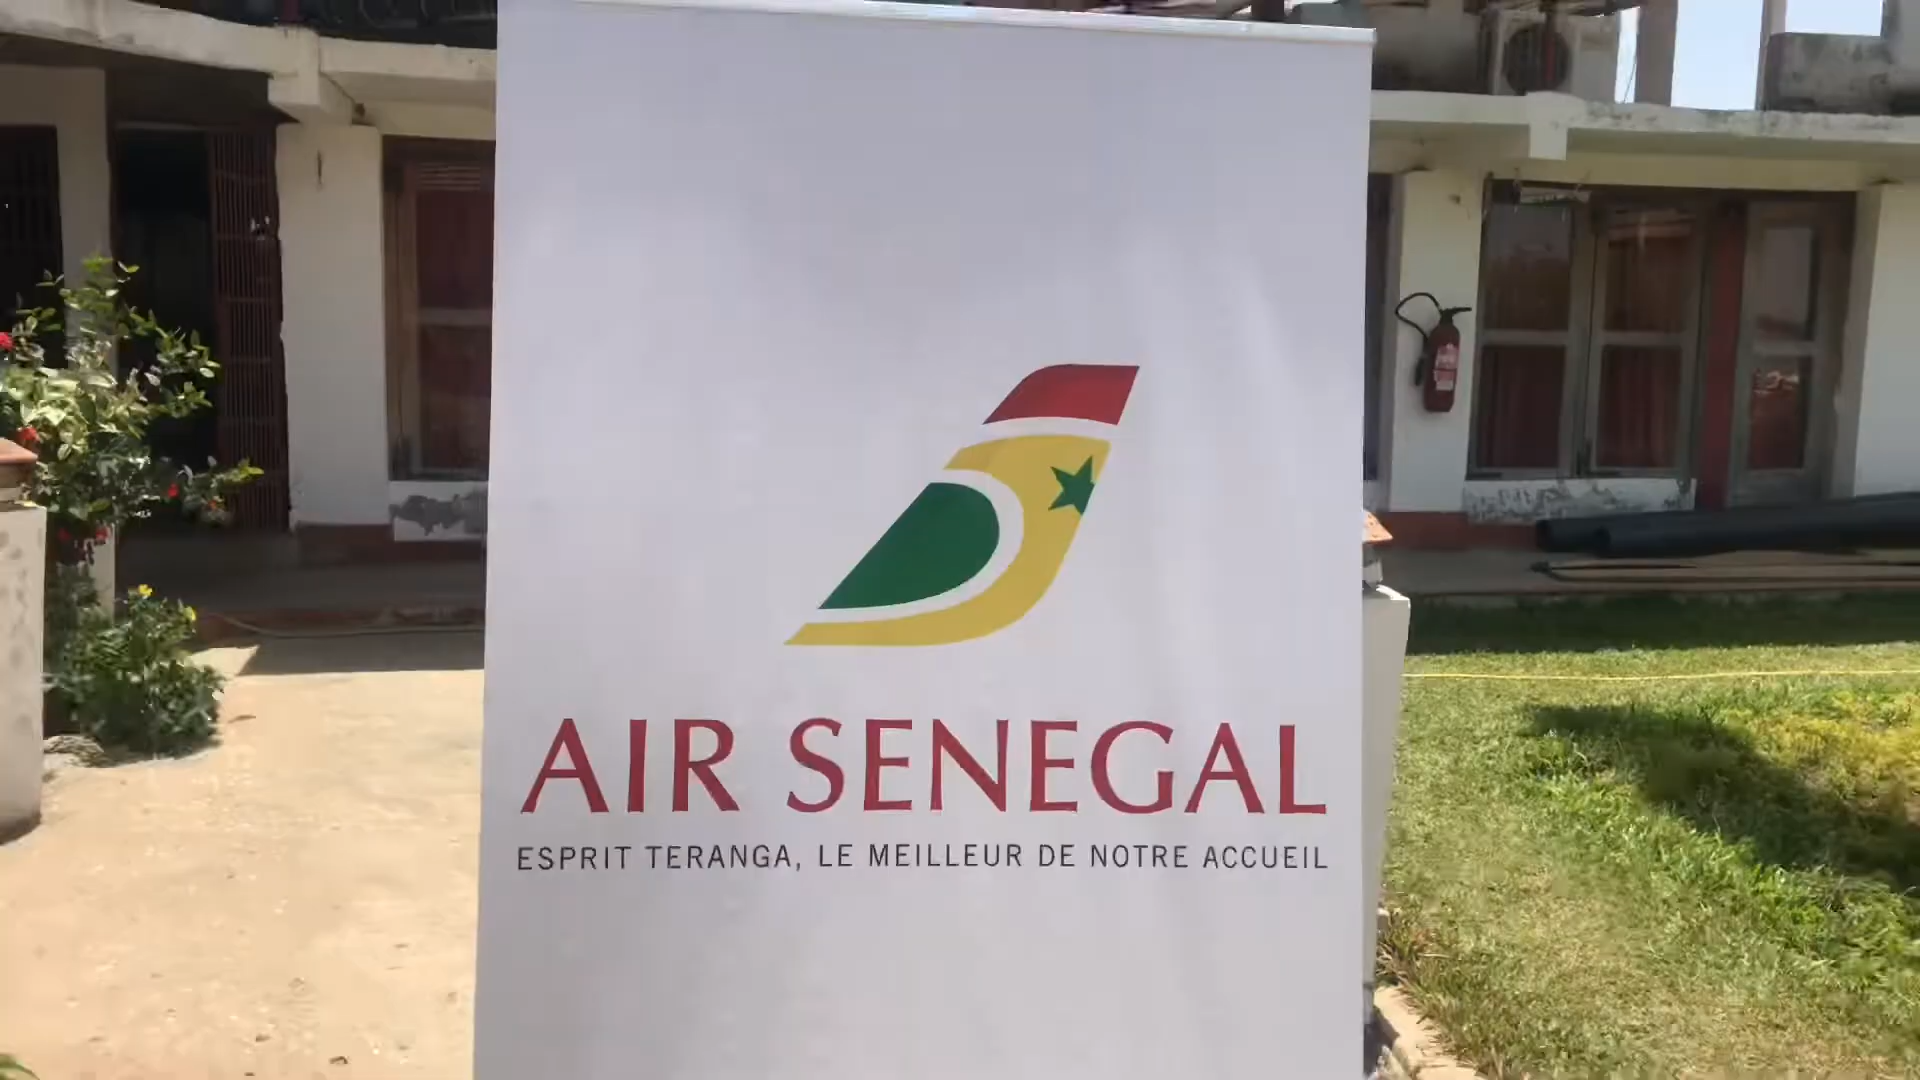 AIR SENEGAL
ESPRIT TERANGA, LE MEILLEUR DE NOTRE ACCUEIL